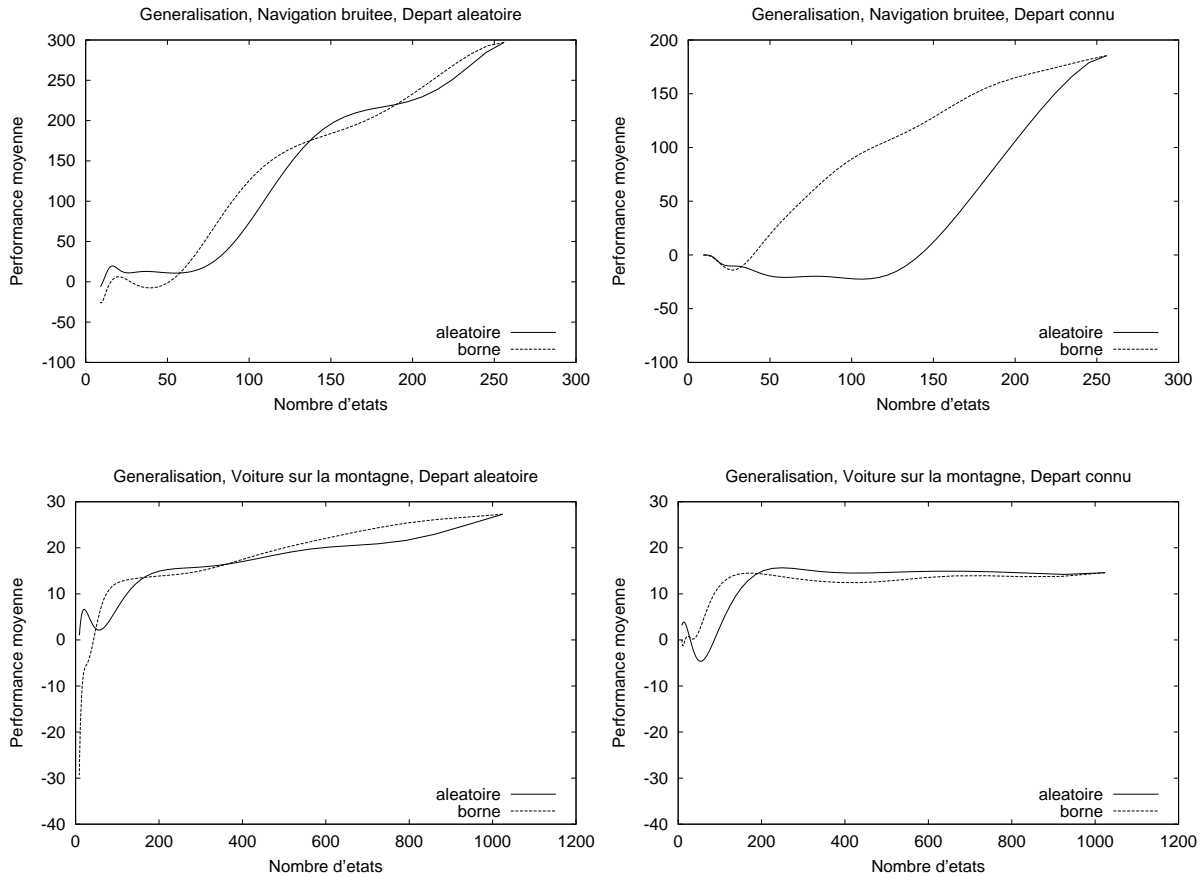 Generalisation, Navigation bruitee, Depart aleatoire
300
250
200
150
100
50
0
-50
-100
0 50 100 150 200 250 300
Performance moyenne
Nombre d'etats
aleatoire
borne
Generalisation, Navigation bruitee, Depart connu
200
150
100
50
0
-50
-100
0 50 100 150 200 250 300
Performance moyenne
Nombre d'etats
aleatoire
borne
Generalisation, Voiture sur la montagne, Depart aleatoire
30
20
10
0
-10
-20
-30
-40
0 200 400 600 800 1000 1200
Performance moyenne
Nombre d'etats
aleatoire
borne
Generalisation, Voiture sur la montagne, Depart connu
30
20
10
0
-10
-20
-30
-40
0 200 400 600 800 1000 1200
Performance moyenne
Nombre d'etats
aleatoire
borne